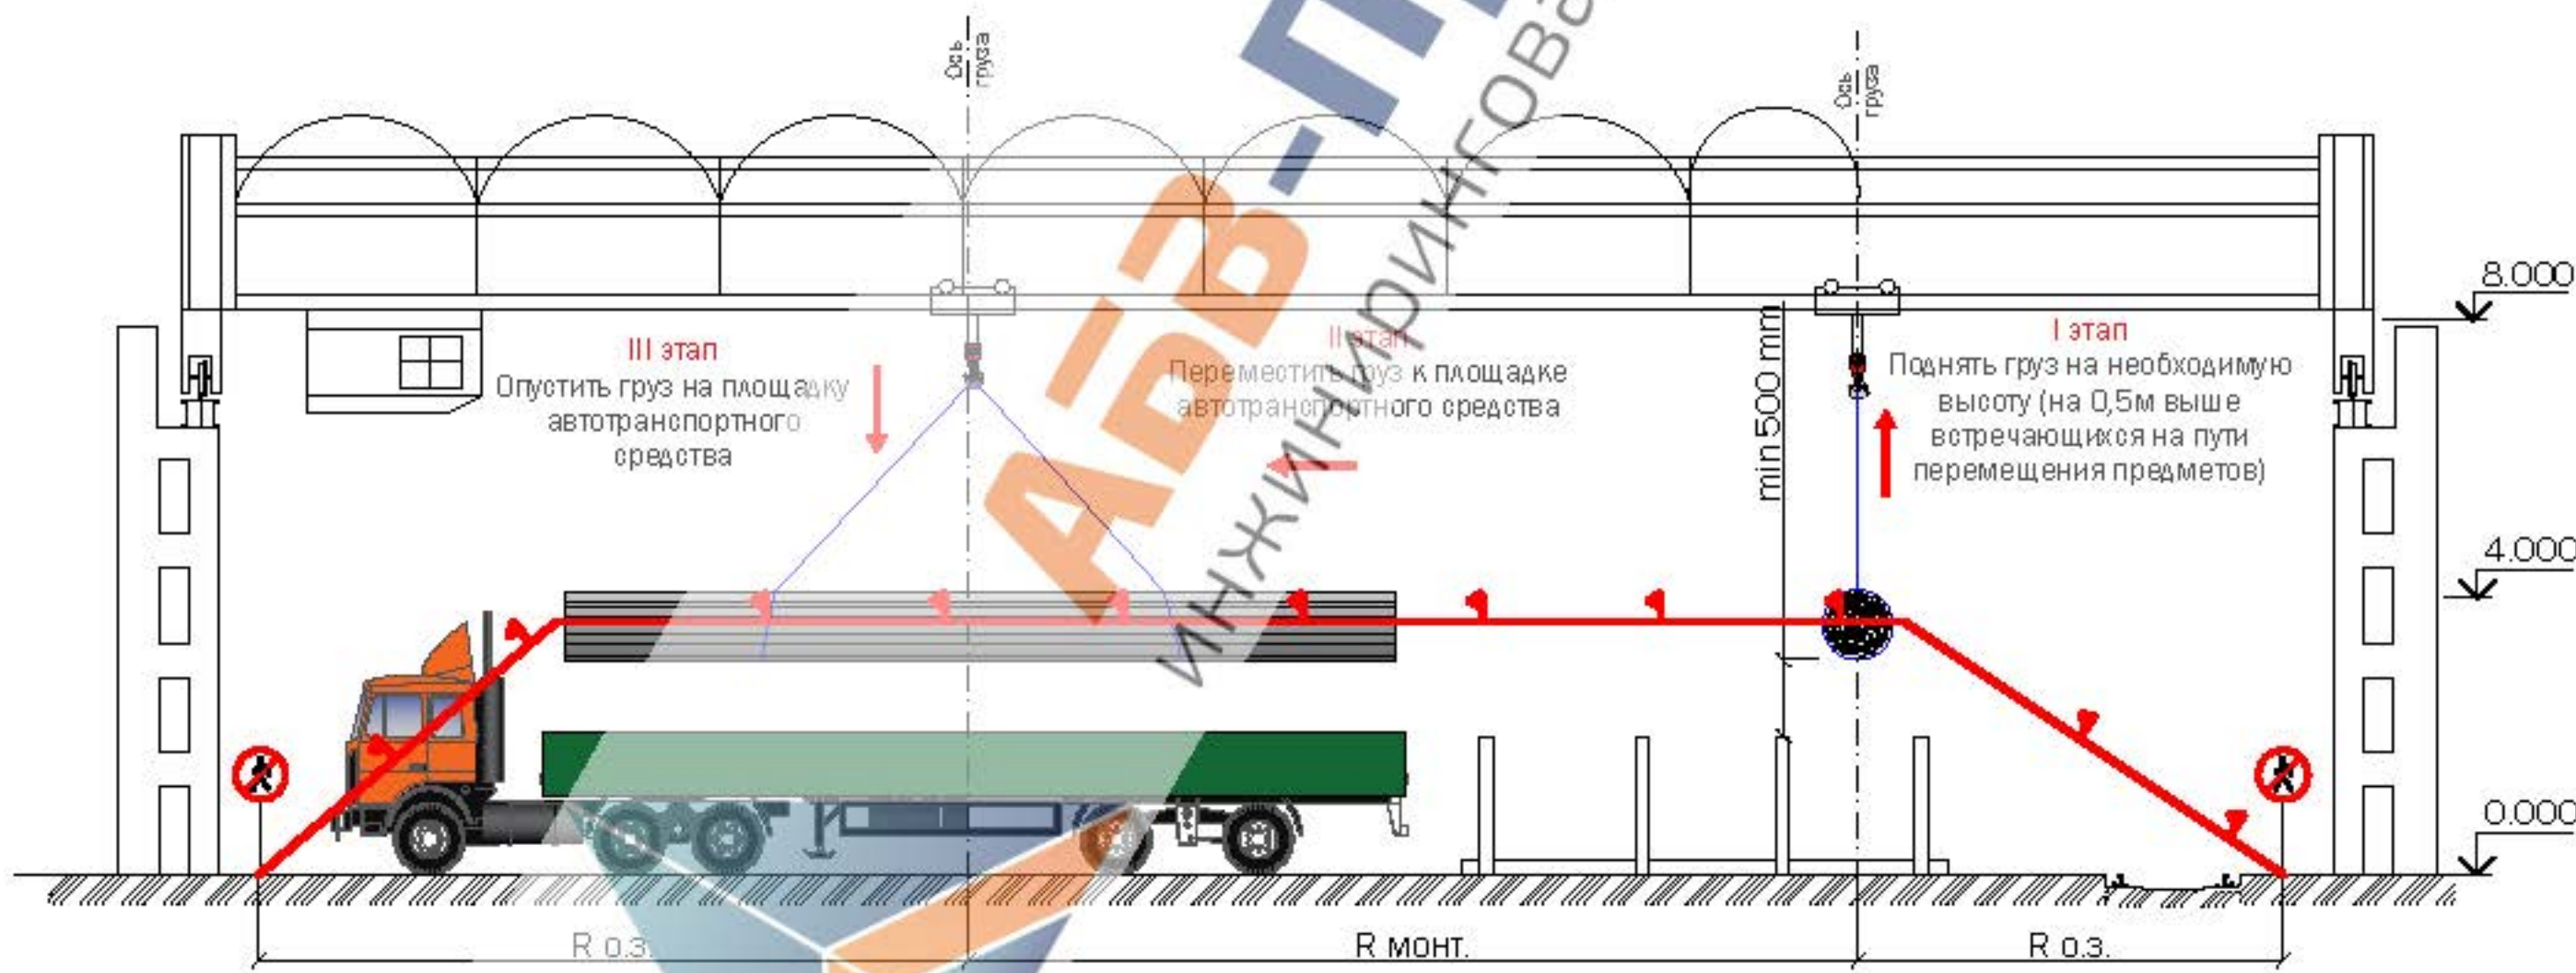 Ось
груза
Ось
груза
8.000
III этап
Опустить груз на площадку
автотранспортного
средства
II этап
Переместить груз к площадке
автотранспортного средства
min 500 mm
I этап
Поднять груз на необходимую
высоту (на 0,5м выше
встречающихся на пути
перемещения предметов)
4.000
0.000
R о.з.
R монт.
R о.з.
АБВ-